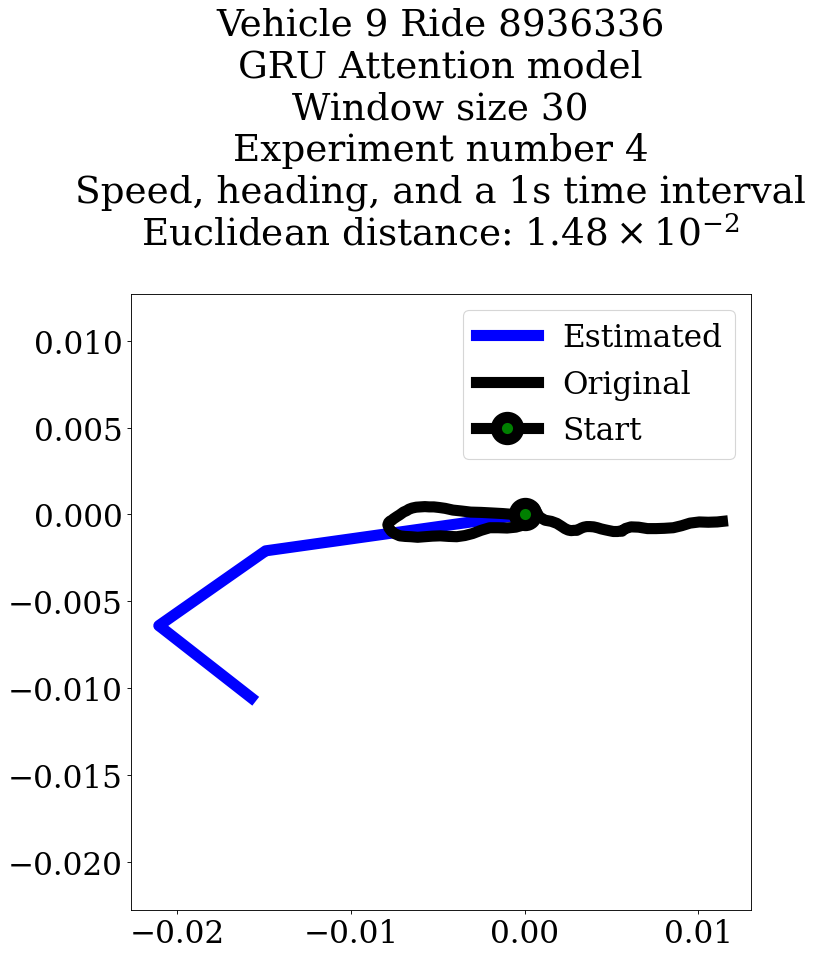 Vehicle 9 Ride 8936336
GRU Attention model
Window size 30
Experiment number 4
Speed, heading, and a 1s time interval
Euclidean distance: 1.48 × 10⁻²
Estimated
Original
Start
0.010
0.005
0.000
−0.005
−0.010
−0.015
−0.020
−0.02 −0.01 0.00 0.01